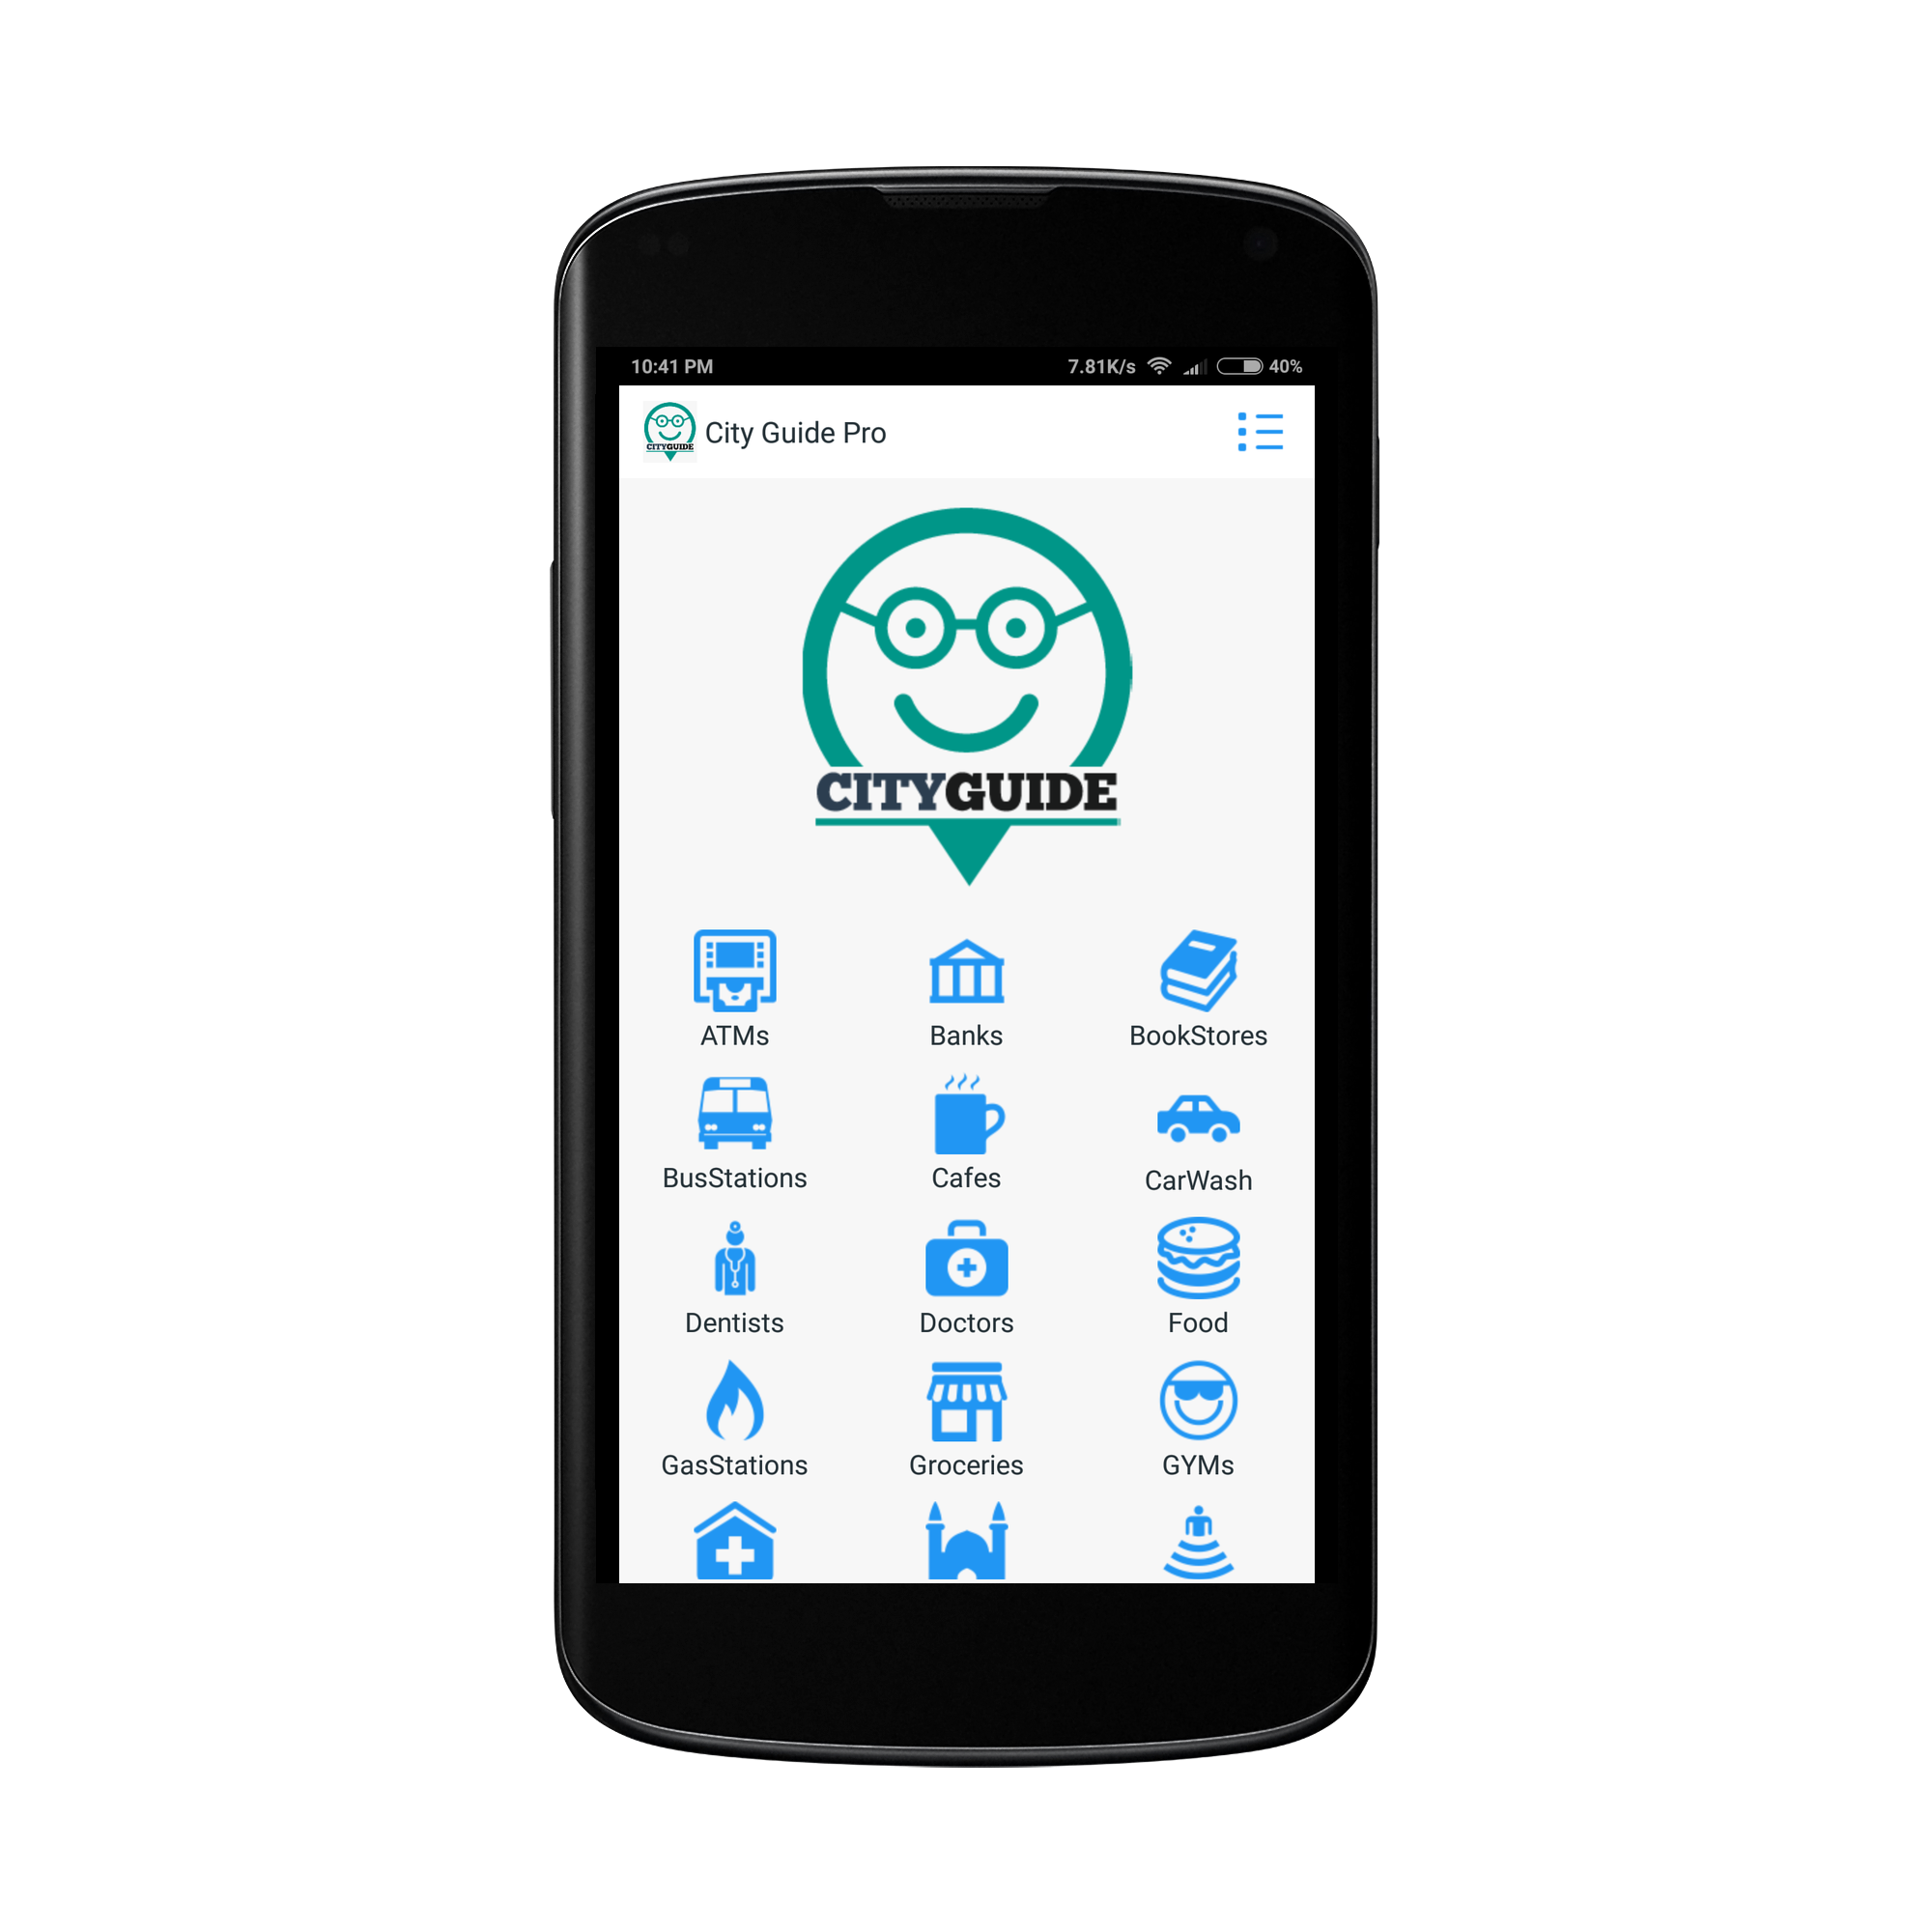 10:41 PM 7.81K/s 40%
CITYGUIDE City Guide Pro
CITYGUIDE
ATMs Banks BookStores
BusStations Cafes CarWash
Dentists Doctors Food
GasStations Groceries GYMs